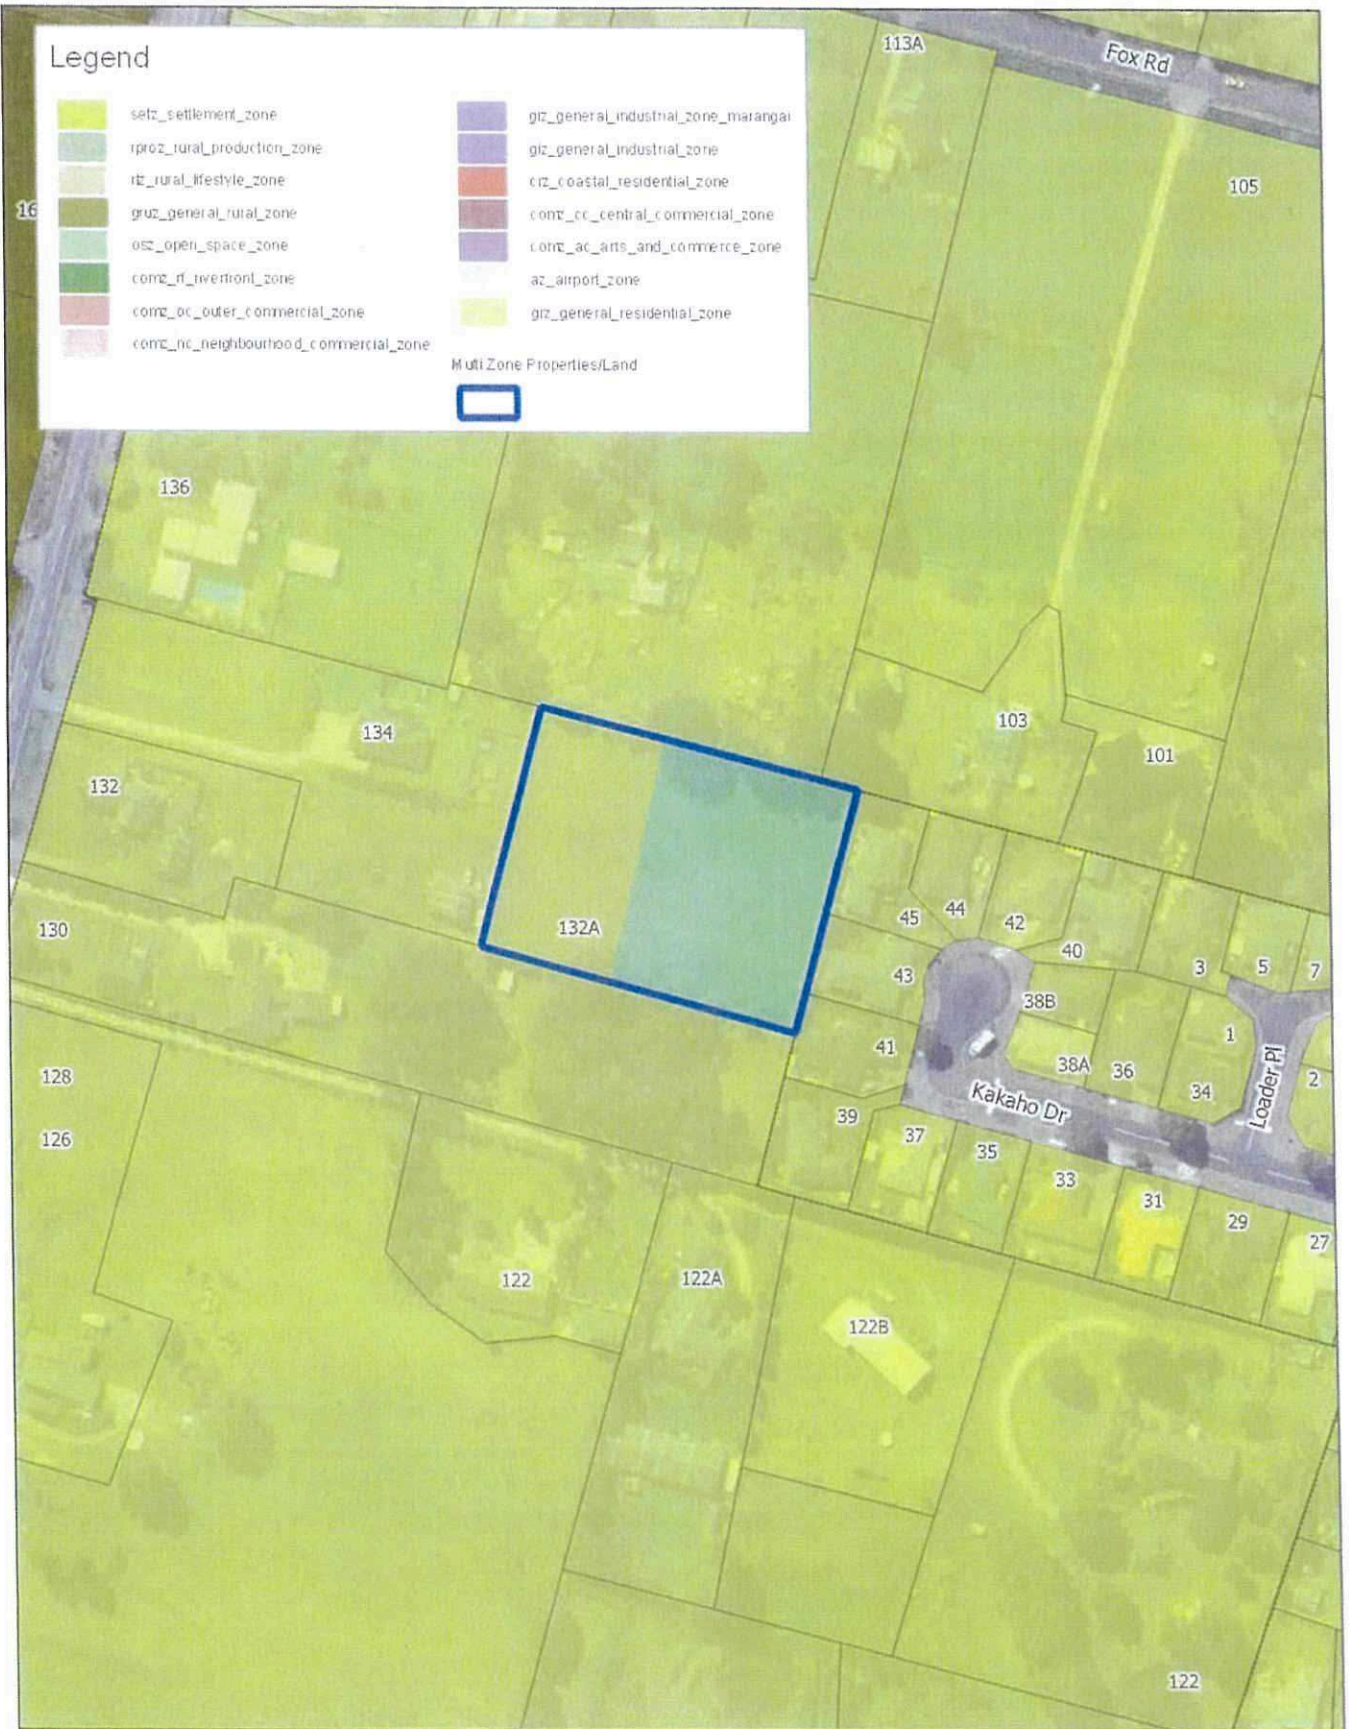 Legend
setz_settlement_zone
rproz_rural_production_zone
rlz_rural_lifestyle_zone
gruz_general_rural_zone
osz_open_space_zone
comz_rf_riverfront_zone
comz_oc_outer_commercial_zone
comz_nc_neighbourhood_commercial_zone
giz_general_industrial_zone_marangai
giz_general_industrial_zone
crz_coastal_residential_zone
comz_cc_central_commercial_zone
comz_ac_arts_and_commerce_zone
az_airport_zone
grz_general_residential_zone
Muti Zone Properties/Land
113A
Fox Rd
105
16
136
103
134
101
132
132A
130
45
44
42
40
3
5
7
43
38B
1
41
38A
36
34
2
Loader Pl
Kakaho Dr
128
39
37
126
35
33
31
29
27
122
122A
122B
122